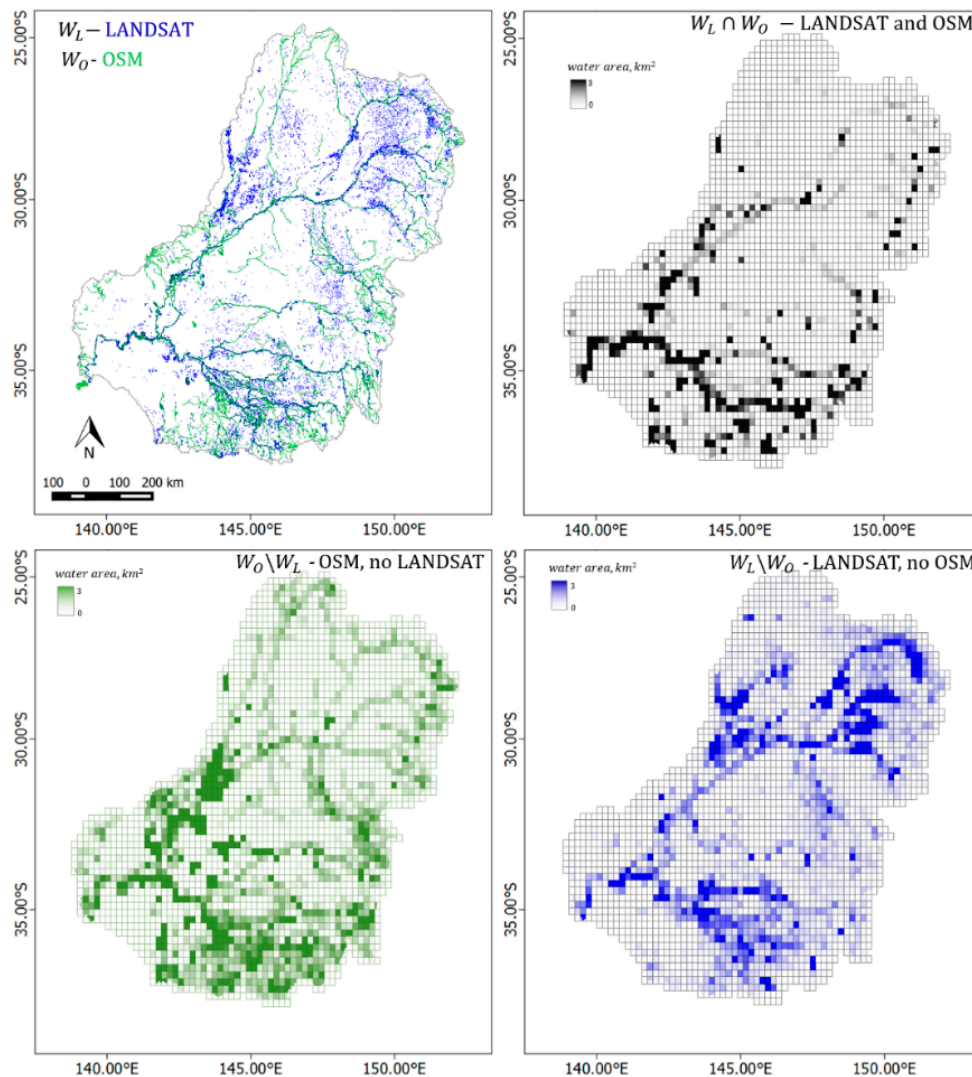 W_L – LANDSAT
W_O - OSM
25.00°S
30.00°S
35.00°S
N
100 0 100 200 km
140.00°E 145.00°E 150.00°E
W_L ∩ W_O – LANDSAT and OSM
water area, km²
3
0
25.00°S
30.00°S
35.00°S
140.00°E 145.00°E 150.00°E
W_O\W_L - OSM, no LANDSAT
water area, km²
3
0
25.00°S
30.00°S
35.00°S
140.00°E 145.00°E 150.00°E
W_L\W_O - LANDSAT, no OSM
water area, km²
3
0
25.00°S
30.00°S
35.00°S
140.00°E 145.00°E 150.00°E